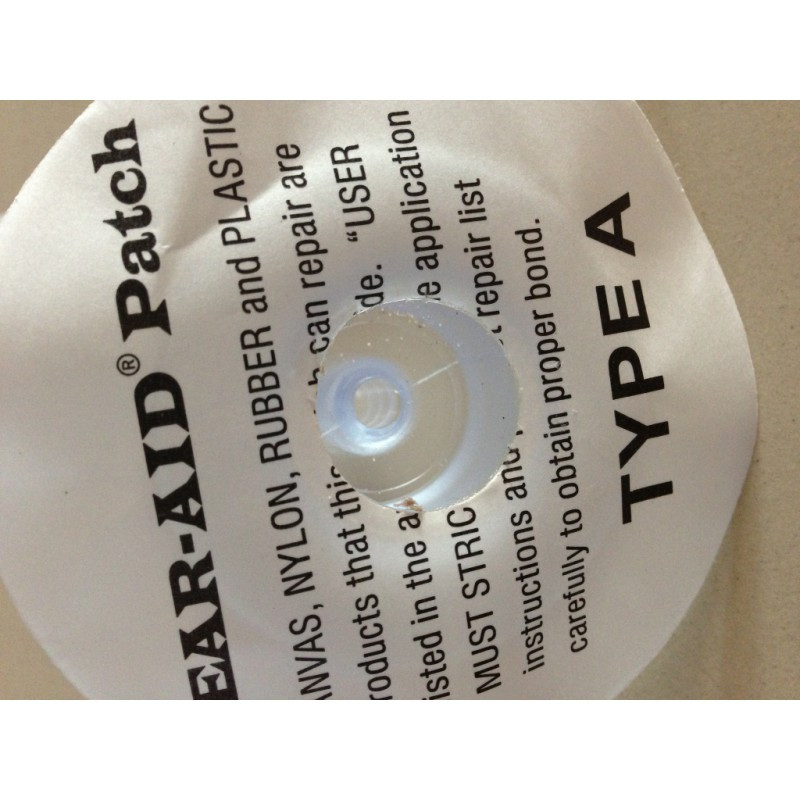 EAR-AID® Patch
ANVAS, NYLON, RUBBER and PLASTIC
roducts that this can repair are
isted in the de. “USER
MUST STRIC e application
instructions and repair list
carefully to obtain proper bond.
TYPE A